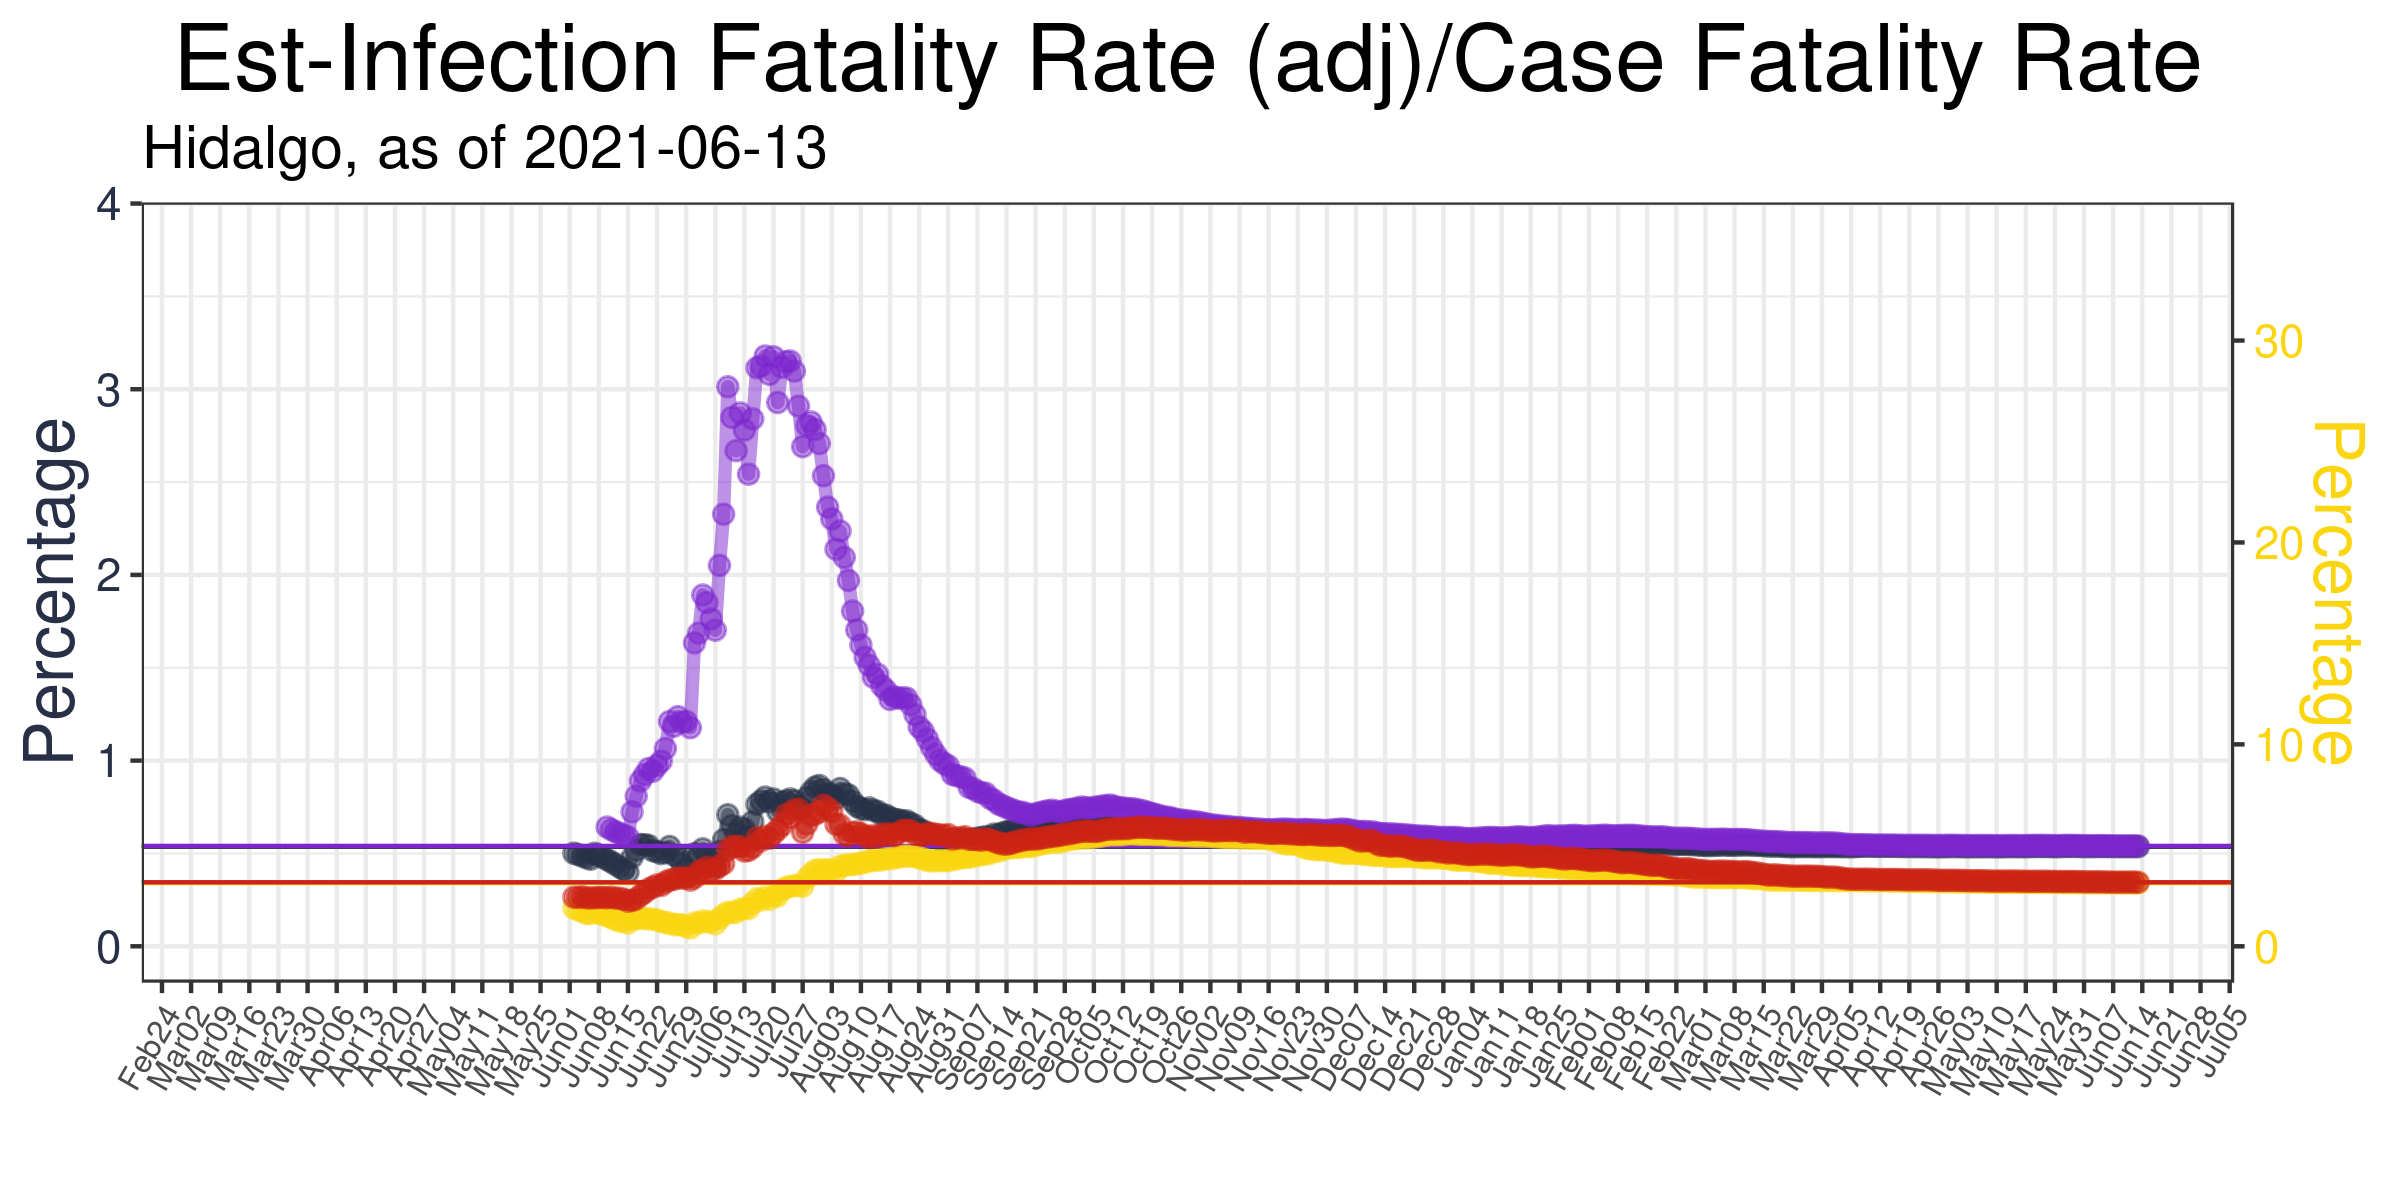 Est-Infection Fatality Rate (adj)/Case Fatality Rate
Hidalgo, as of 2021-06-13
Percentage
4
3
2
1
0
30
20
10
0
Percentage
Feb24
Mar02
Mar09
Mar16
Mar23
Mar30
Apr06
Apr13
Apr20
Apr27
May04
May11
May18
May25
Jun01
Jun08
Jun15
Jun22
Jun29
Jul06
Jul13
Jul20
Jul27
Aug03
Aug10
Aug17
Aug24
Aug31
Sep07
Sep14
Sep21
Sep28
Oct05
Oct12
Oct19
Oct26
Nov02
Nov09
Nov16
Nov23
Nov30
Dec07
Dec14
Dec21
Dec28
Jan04
Jan11
Jan18
Jan25
Feb01
Feb08
Feb15
Feb22
Mar01
Mar08
Mar15
Mar22
Mar29
Apr05
Apr12
Apr19
Apr26
May03
May10
May17
May24
May31
Jun07
Jun14
Jun21
Jun28
Jul05